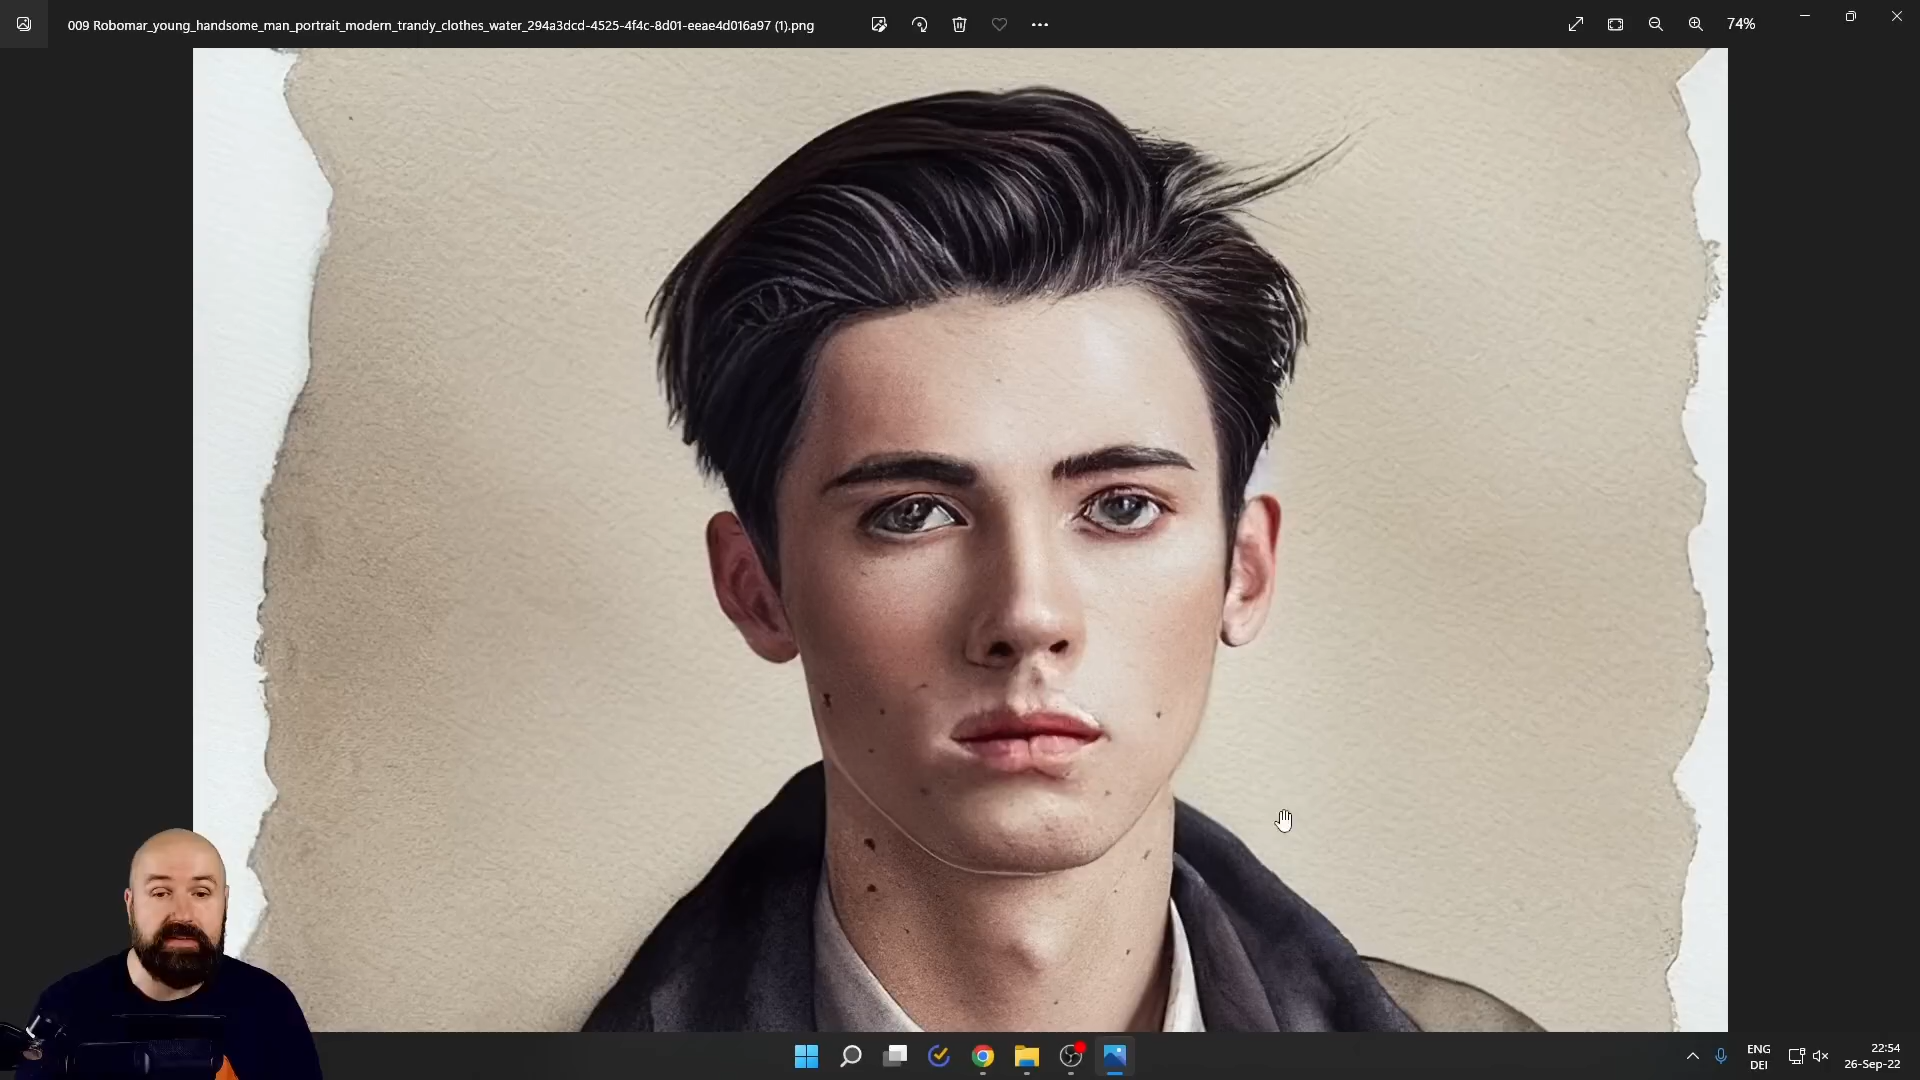 009 Robomar_young_handsome_man_portrait_modern_trandy_clothes_water_294a3dcd-4525-4f4c-8d01-eeae4d016a97 (1).png
74%
ENG
DEI
22:54
26-Sep-22